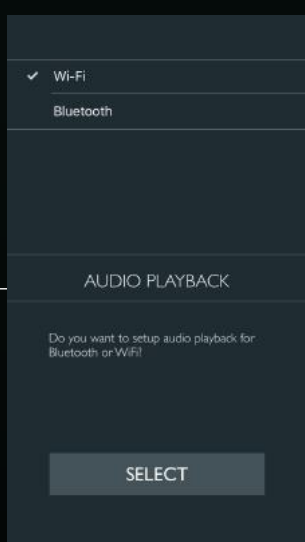 Wi-Fi
Bluetooth
AUDIO PLAYBACK
Do you want to setup audio playback for
Bluetooth or WiFi?
SELECT